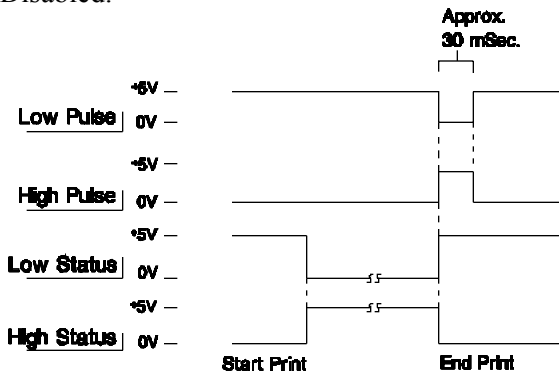 Disabled.
Approx.
30 mSec.
+5V
Low Pulse
0V
+5V
High Pulse
0V
+5V
Low Status
0V
+5V
High Status
0V
Start Print
End Print